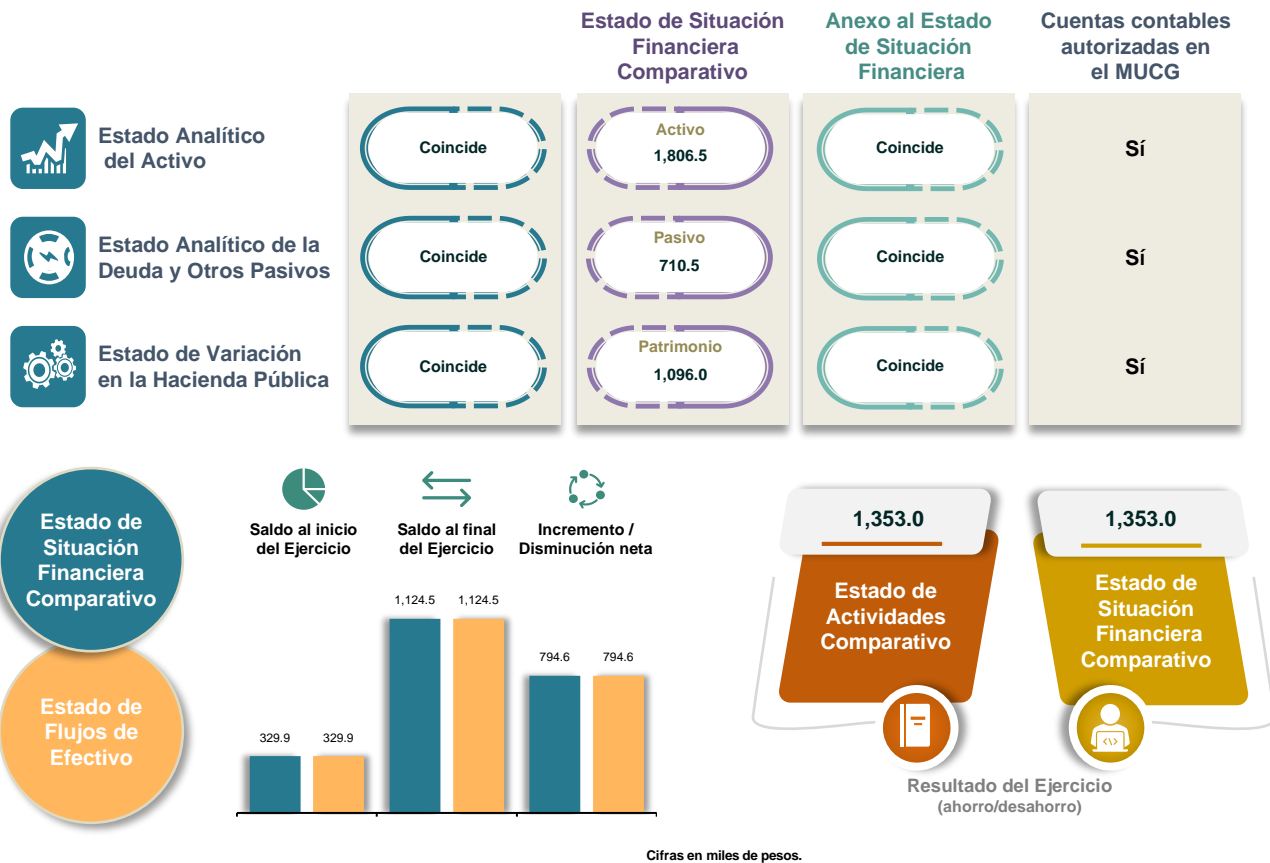 Estado de Situación
Financiera
Comparativo
Anexo al Estado
de Situación
Financiera
Cuentas contables
autorizadas en
el MUCG
Estado Analítico
del Activo
Coincide
Activo
1,806.5
Coincide
Sí
Estado Analítico de la
Deuda y Otros Pasivos
Coincide
Pasivo
710.5
Coincide
Sí
Estado de Variación
en la Hacienda Pública
Coincide
Patrimonio
1,096.0
Coincide
Sí
Estado de
Situación
Financiera
Comparativo
Estado de
Flujos de
Efectivo
Saldo al inicio
del Ejercicio
Saldo al final
del Ejercicio
Incremento /
Disminución neta
329.9
329.9
1,124.5
1,124.5
794.6
794.6
1,353.0
Estado de
Actividades
Comparativo
1,353.0
Estado de
Situación
Financiera
Comparativo
Resultado del Ejercicio
(ahorro/desahorro)
Cifras en miles de pesos.